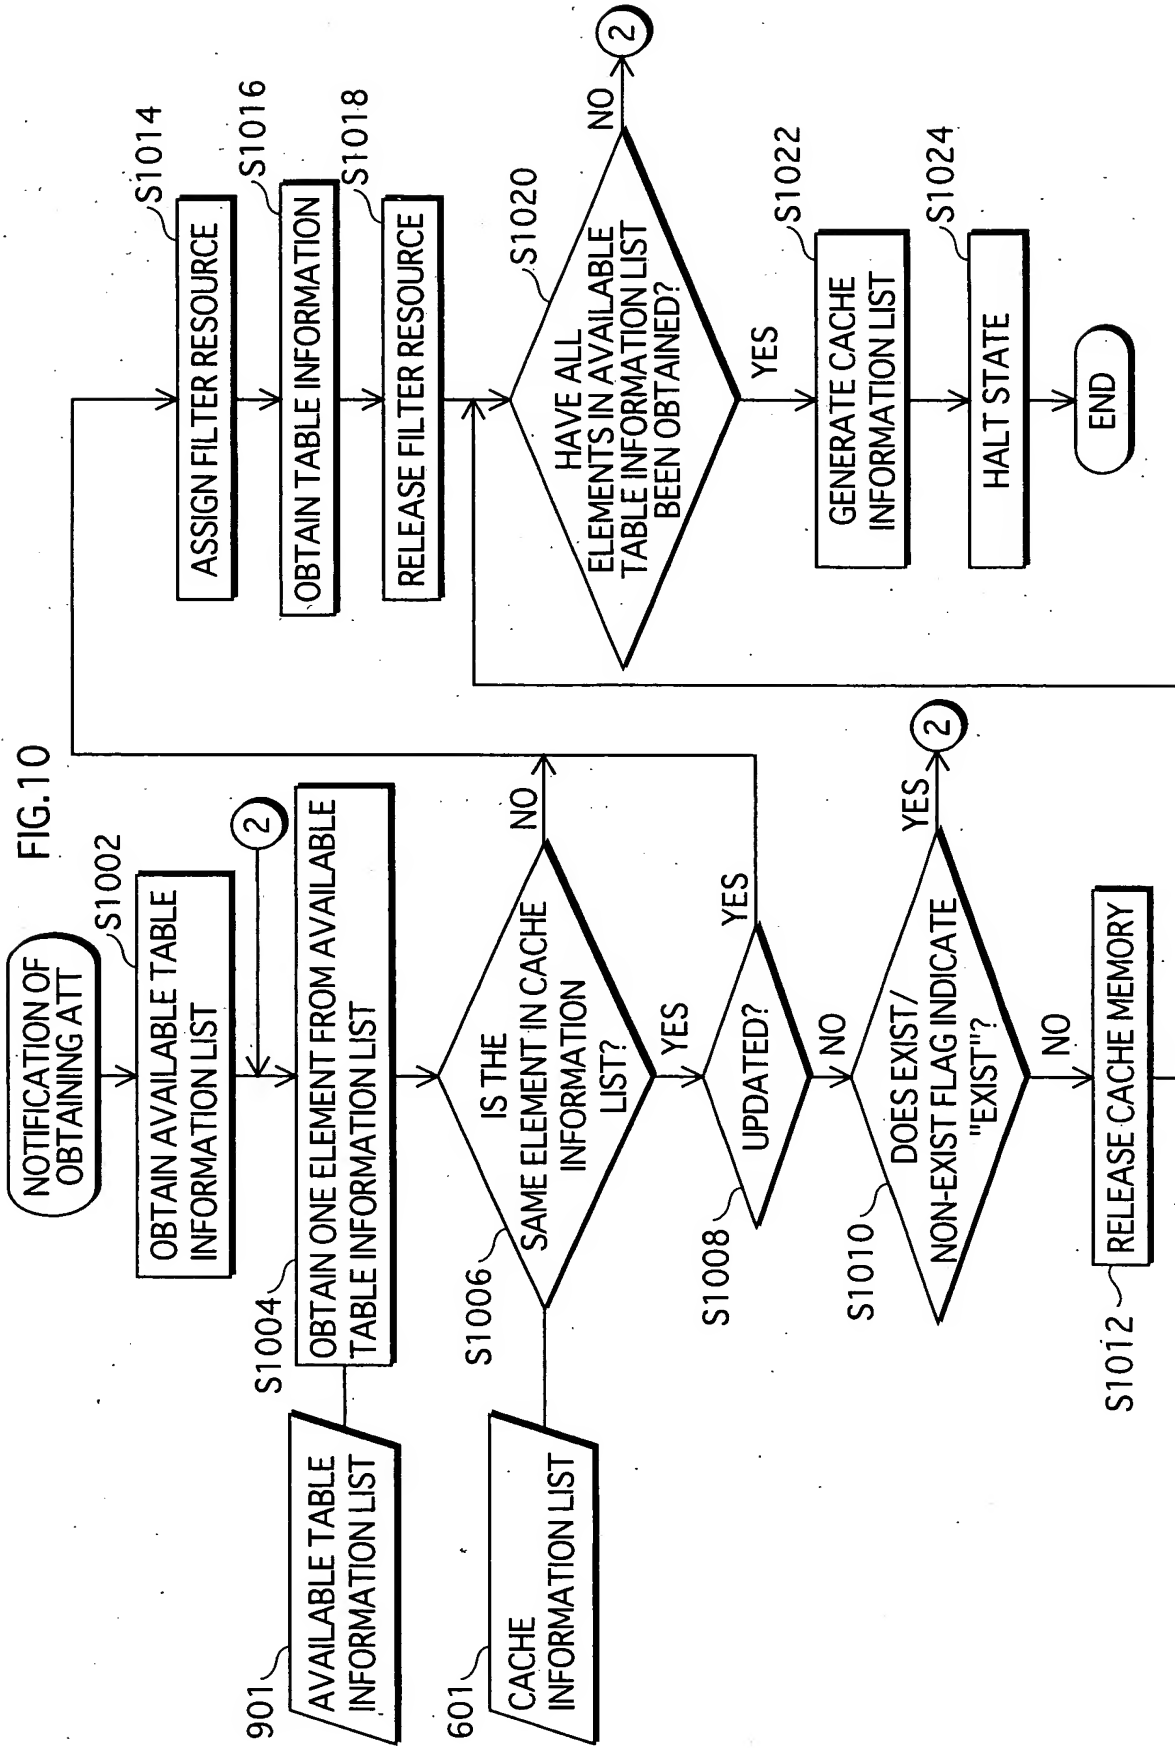 FIG.10
NOTIFICATION OF
OBTAINING ATT
S1002
OBTAIN AVAILABLE TABLE
INFORMATION LIST
2
901
AVAILABLE TABLE
INFORMATION LIST
S1004
OBTAIN ONE ELEMENT FROM AVAILABLE
TABLE INFORMATION LIST
601
CACHE
INFORMATION LIST
S1006
IS THE
SAME ELEMENT IN CACHE
INFORMATION
LIST?
NO
YES
S1008
UPDATED?
YES
NO
S1010
DOES EXIST/
NON-EXIST FLAG INDICATE
"EXIST"?
YES
2
NO
S1012
RELEASE CACHE MEMORY
S1014
ASSIGN FILTER RESOURCE
S1016
OBTAIN TABLE INFORMATION
S1018
RELEASE FILTER RESOURCE
S1020
HAVE ALL
ELEMENTS IN AVAILABLE
TABLE INFORMATION LIST
BEEN OBTAINED?
NO
2
YES
S1022
GENERATE CACHE
INFORMATION LIST
S1024
HALT STATE
END